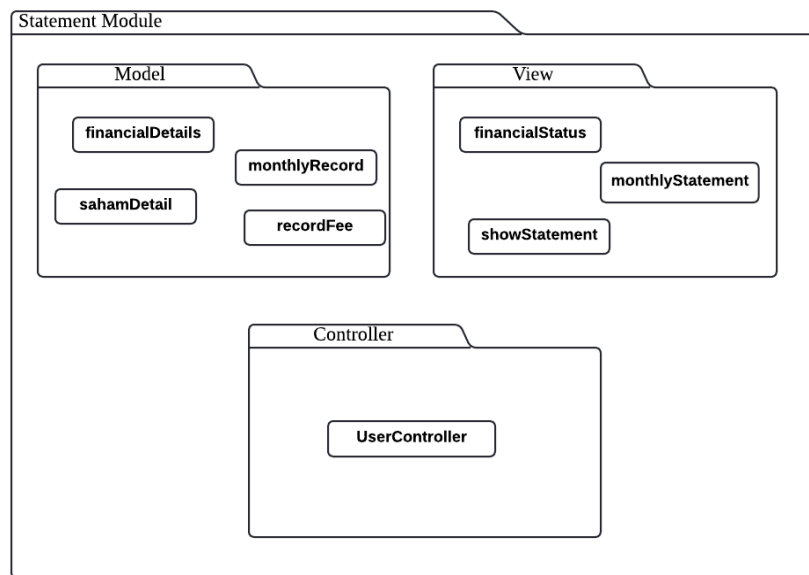 Statement Module
Model
financialDetails
monthlyRecord
sahamDetail
recordFee
View
financialStatus
monthlyStatement
showStatement
Controller
UserController